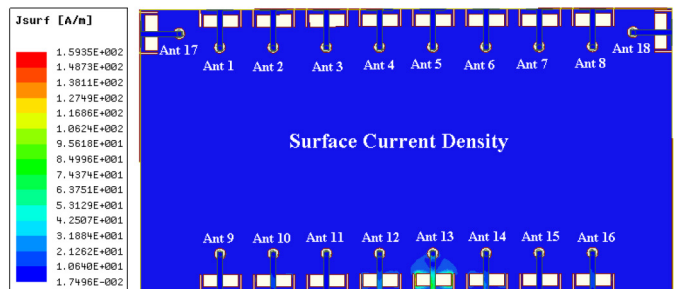 Jsurf [A/m]
1.5935E+002
1.4873E+002
1.3811E+002
1.2749E+002
1.1686E+002
1.0624E+002
9.5618E+001
8.4996E+001
7.4374E+001
6.3751E+001
5.3129E+001
4.2507E+001
3.1884E+001
2.1262E+001
1.0640E+001
1.7496E-002
Ant 17 Ant 1 Ant 2 Ant 3 Ant 4 Ant 5 Ant 6 Ant 7 Ant 8 Ant 18
Surface Current Density
Ant 9 Ant 10 Ant 11 Ant 12 Ant 13 Ant 14 Ant 15 Ant 16